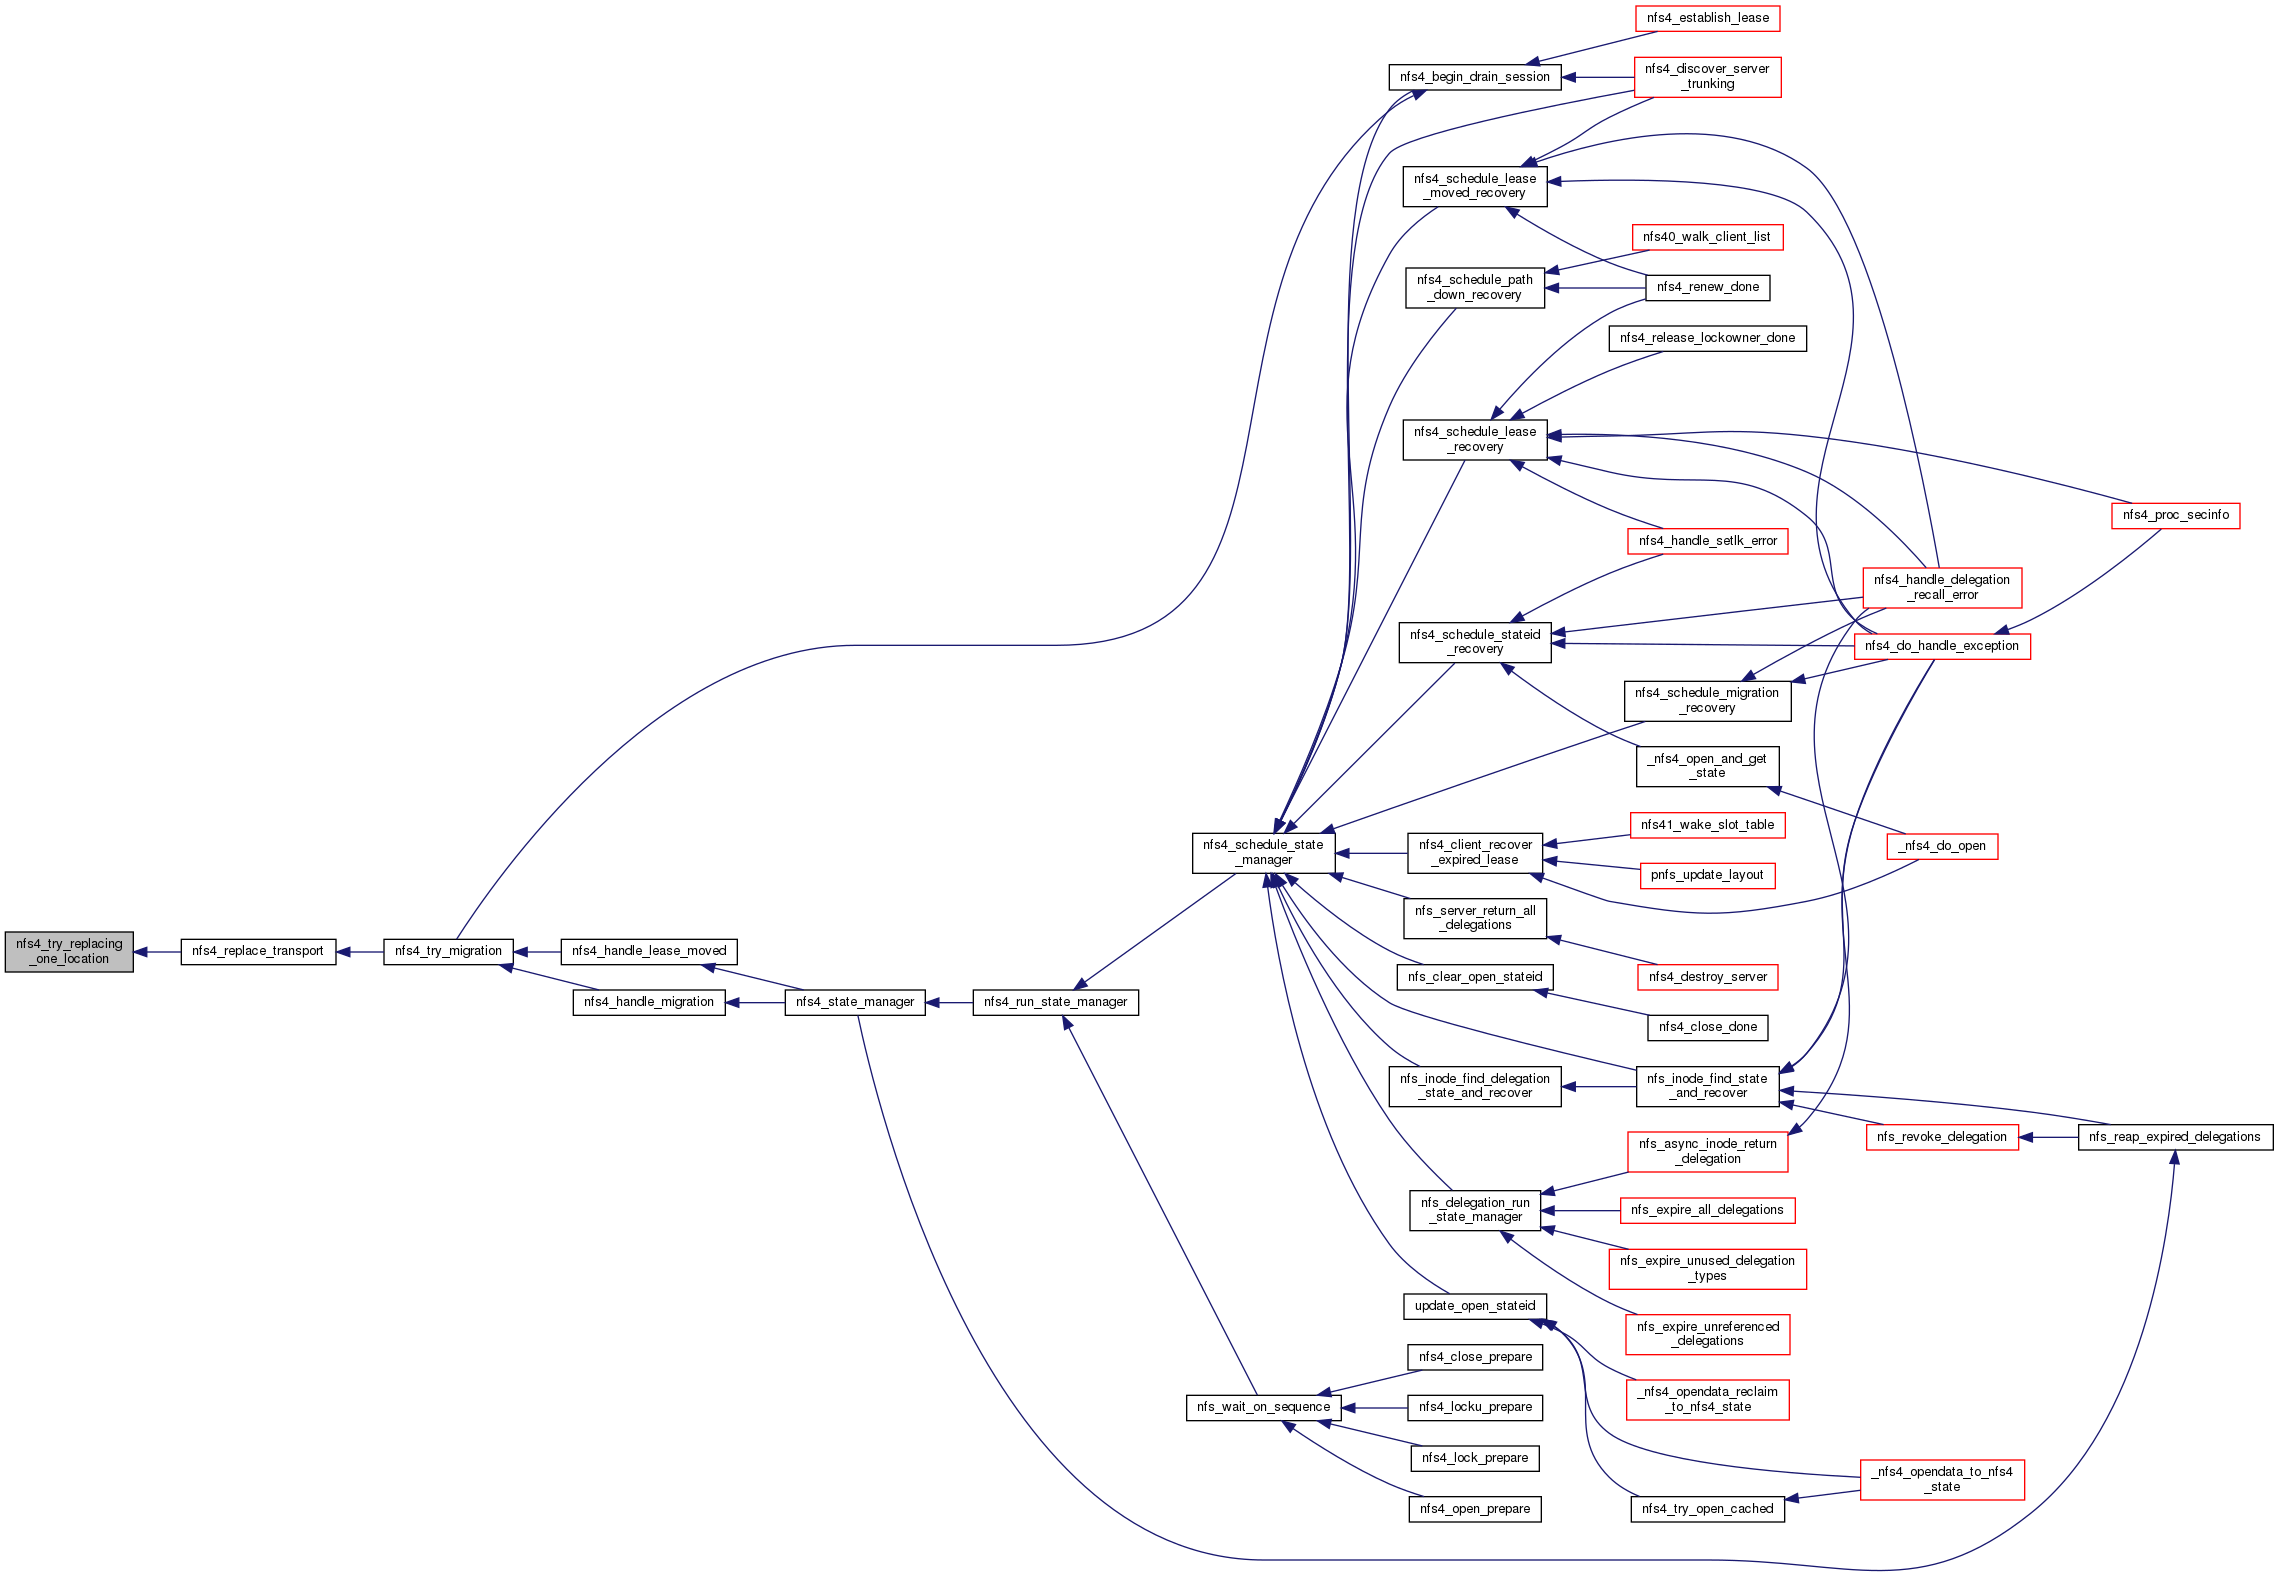 nfs4_establish_lease
nfs4_discover_server
_trunking
nfs4_begin_drain_session
nfs4_schedule_lease
_moved_recovery
nfs40_walk_client_list
nfs4_schedule_path
_down_recovery
nfs4_renew_done
nfs4_release_lockowner_done
nfs4_schedule_lease
_recovery
nfs4_proc_secinfo
nfs4_handle_setlk_error
nfs4_handle_delegation
_recall_error
nfs4_schedule_stateid
_recovery
nfs4_do_handle_exception
nfs4_schedule_migration
_recovery
_nfs4_open_and_get
_state
nfs41_wake_slot_table
nfs4_schedule_state
_manager
nfs4_client_recover
_expired_lease
_nfs4_do_open
pnfs_update_layout
nfs_server_return_all
_delegations
nfs4_try_replacing
_one_location
nfs4_replace_transport
nfs4_try_migration
nfs4_handle_lease_moved
nfs_clear_open_stateid
nfs4_destroy_server
nfs4_handle_migration
nfs4_state_manager
nfs4_run_state_manager
nfs4_close_done
nfs_inode_find_delegation
_state_and_recover
nfs_inode_find_state
_and_recover
nfs_revoke_delegation
nfs_reap_expired_delegations
nfs_async_inode_return
_delegation
nfs_delegation_run
_state_manager
nfs_expire_all_delegations
nfs_expire_unused_delegation
_types
update_open_stateid
nfs_expire_unreferenced
_delegations
nfs4_close_prepare
_nfs4_opendata_reclaim
_to_nfs4_state
nfs_wait_on_sequence
nfs4_locku_prepare
nfs4_lock_prepare
_nfs4_opendata_to_nfs4
_state
nfs4_open_prepare
nfs4_try_open_cached